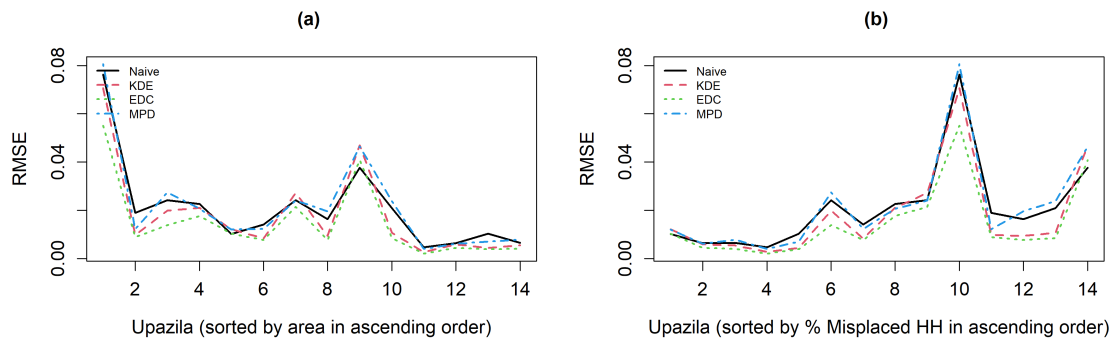 (a)
RMSE
0.00
0.04
0.08
Naive
KDE
EDC
MPD
2 4 6 8 10 12 14
Upazila (sorted by area in ascending order)
(b)
RMSE
0.00
0.04
0.08
Naive
KDE
EDC
MPD
2 4 6 8 10 12 14
Upazila (sorted by % Misplaced HH in ascending order)